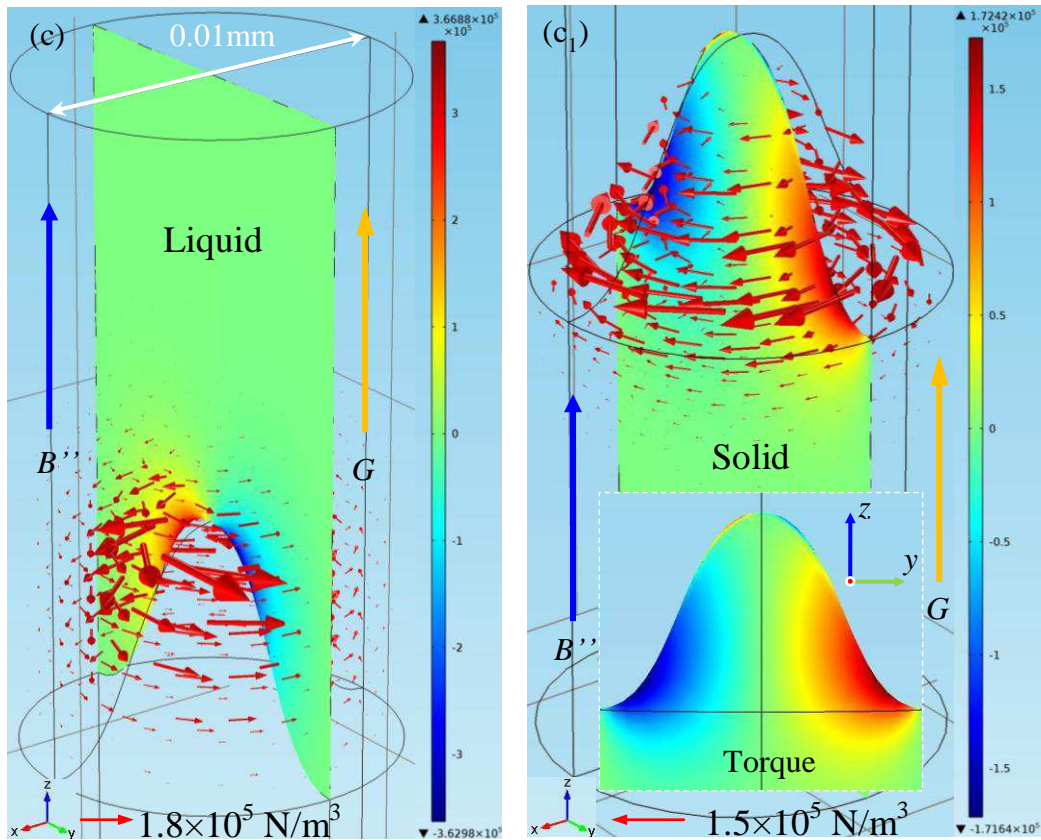 (c)
0.01mm
Liquid
B’’
G
z
x
y
1.8×10⁵ N/m³
▲ 3.6688×10⁵
×10⁵
3
2
1
0
-1
-2
-3
▼ -3.6298×10⁵
(c₁)
Solid
B’’
G
z
y
Torque
z
x
y
1.5×10⁵ N/m³
▲ 1.7242×10⁵
×10⁵
1.5
1
0.5
0
-0.5
-1
-1.5
▼ -1.7164×10⁵